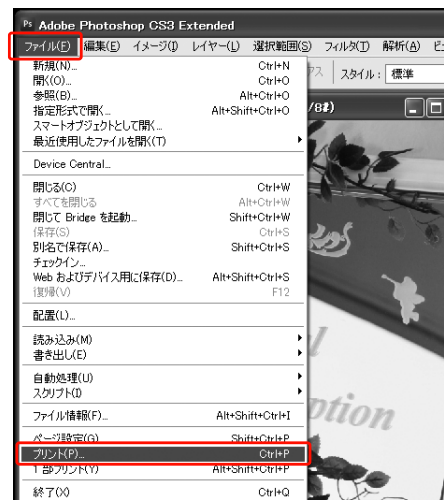 Ps Adobe Photoshop CS3 Extended
ファイル(F) 編集(E) イメージ(I) レイヤー(L) 選択範囲(S) フィルタ(T) 解析(A) ビ
新規(N)... Ctrl+N
開く(O)... Ctrl+O
スタイル : 標準
参照(B)... Alt+Ctrl+O
指定形式で開く... Alt+Shift+Ctrl+O
/8#)
スマートオブジェクトとして開く...
最近使用したファイルを開く(T)
Device Central...
閉じる(C) Ctrl+W
すべてを閉じる Alt+Ctrl+W
閉じて Bridge を起動... Shift+Ctrl+W
保存(S) Ctrl+S
別名で保存(A)... Shift+Ctrl+S
チェックイン...
Web およびデバイス用に保存(D)... Alt+Shift+Ctrl+S
復帰(V) F12
配置(L)...
読み込み(M)
書き出し(E)
自動処理(U)
スクリプト(I)
ファイル情報(F)... Alt+Shift+Ctrl+I
ページ設定(G)... Shift+Ctrl+P
プリント(P)... Ctrl+P
1 部プリント(Y) Alt+Shift+Ctrl+P
終了(X) Ctrl+Q
ption